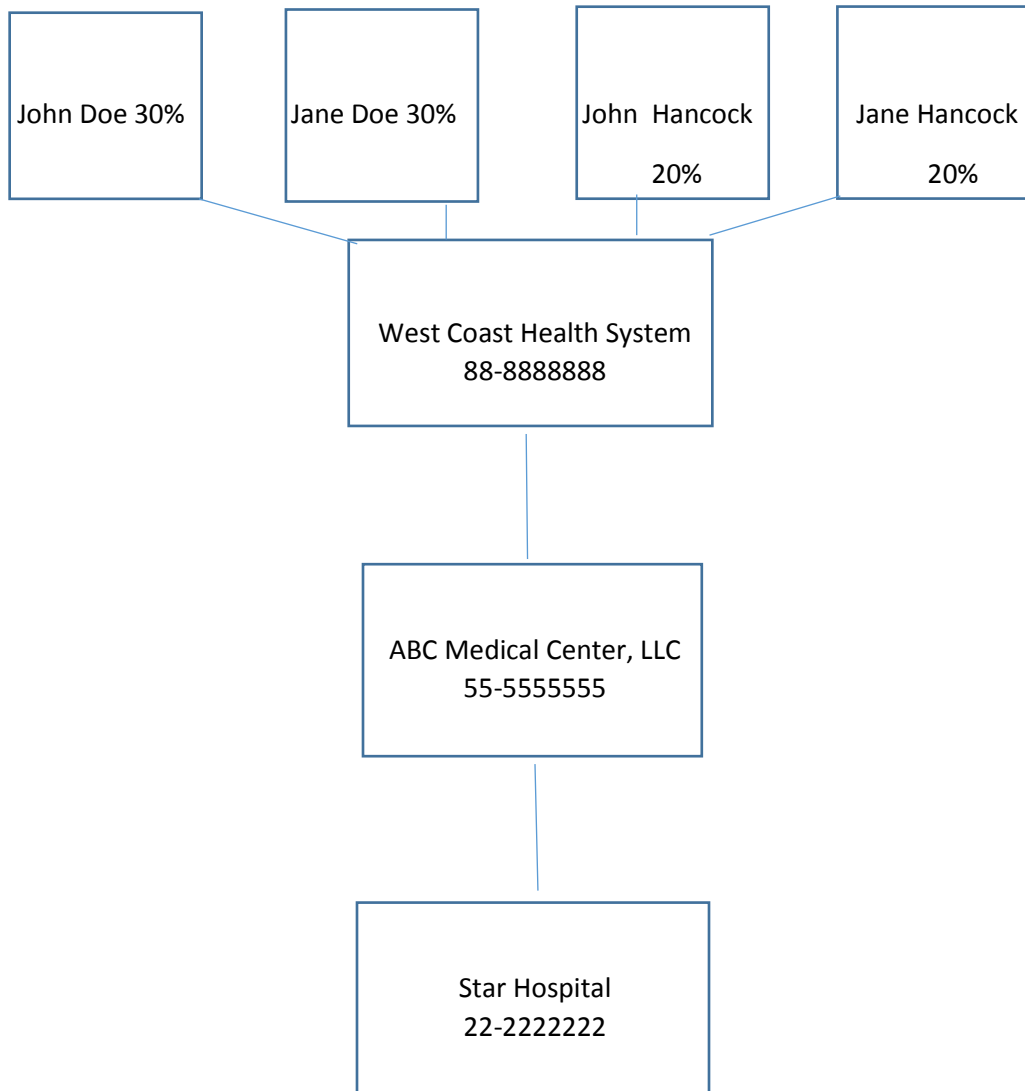 John Doe 30%
Jane Doe 30%
John  Hancock
20%
Jane Hancock
20%
West Coast Health System
88-8888888
ABC Medical Center, LLC
55-5555555
Star Hospital
22-2222222